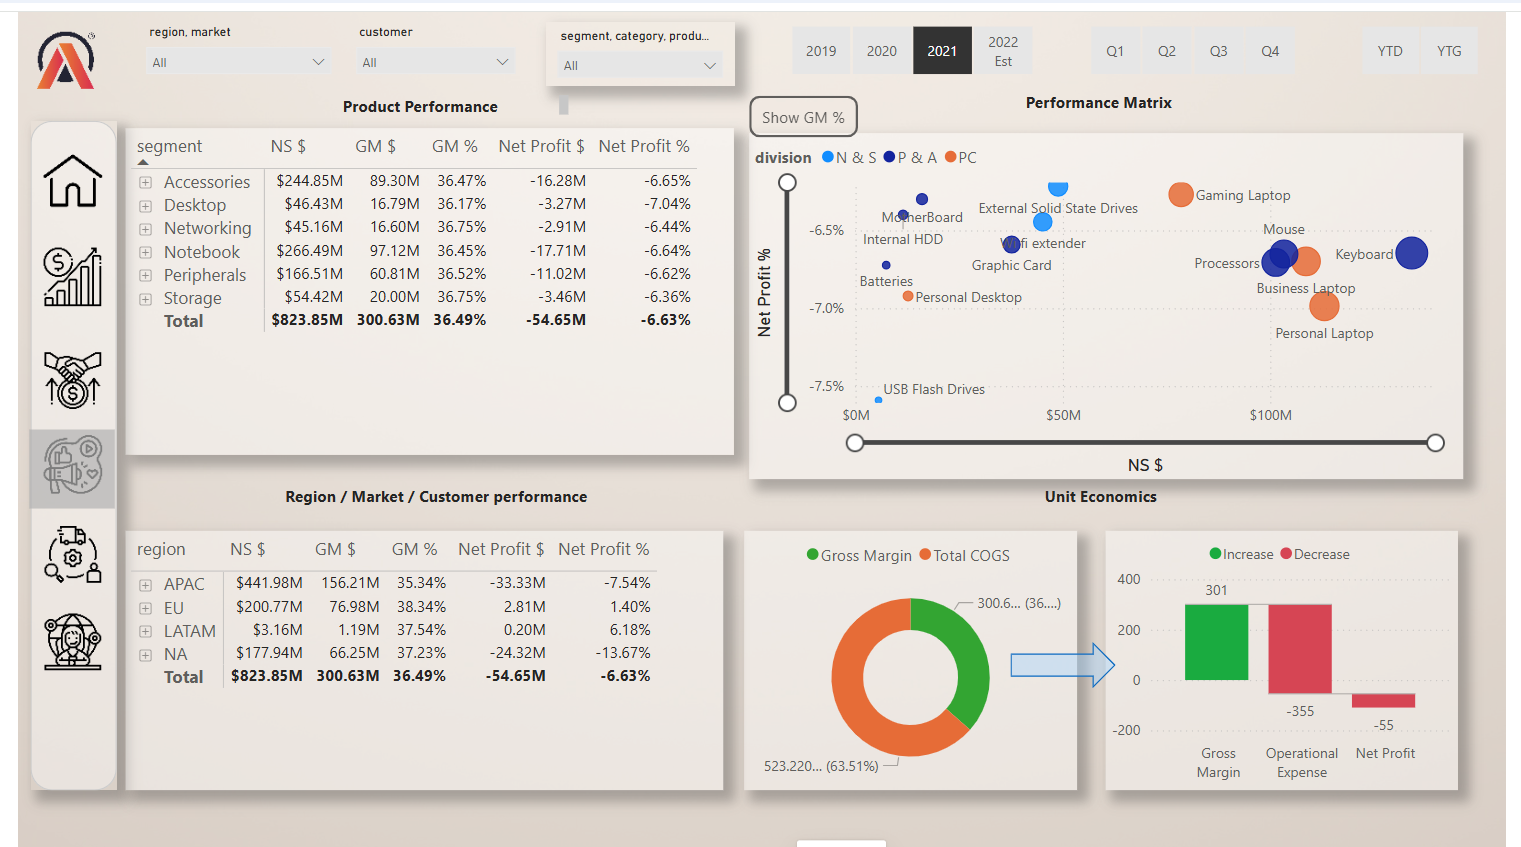 region, market
customer
segment, category, produ...
All
All
All
2019
2020
2021
2022
Est
Q1
Q2
Q3
Q4
YTD
YTG
Product Performance
segment NS $ GM $ GM % Net Profit $ Net Profit %
Accessories $244.85M 89.30M 36.47% -16.28M -6.65%
Desktop $46.43M 16.79M 36.17% -3.27M -7.04%
Networking $45.16M 16.60M 36.75% -2.91M -6.44%
Notebook $266.49M 97.12M 36.45% -17.71M -6.64%
Peripherals $166.51M 60.81M 36.52% -11.02M -6.62%
Storage $54.42M 20.00M 36.75% -3.46M -6.36%
Total $823.85M 300.63M 36.49% -54.65M -6.63%
Performance Matrix
Show GM %
division N & S P & A PC
Net Profit %
-6.5%
-7.0%
-7.5%
Gaming Laptop
External Solid State Drives
MotherBoard
Internal HDD
Wi fi extender
Graphic Card
Batteries
Personal Desktop
Mouse
Processors
Keyboard
Business Laptop
Personal Laptop
USB Flash Drives
$0M
$50M
$100M
NS $
Region / Market / Customer performance
region NS $ GM $ GM % Net Profit $ Net Profit %
APAC $441.98M 156.21M 35.34% -33.33M -7.54%
EU $200.77M 76.98M 38.34% 2.81M 1.40%
LATAM $3.16M 1.19M 37.54% 0.20M 6.18%
NA $177.94M 66.25M 37.23% -24.32M -13.67%
Total $823.85M 300.63M 36.49% -54.65M -6.63%
Unit Economics
Gross Margin Total COGS
300.6... (36....)
523.220... (63.51%)
Increase Decrease
400
200
0
-200
301
-355
-55
Gross
Margin
Operational
Expense
Net Profit